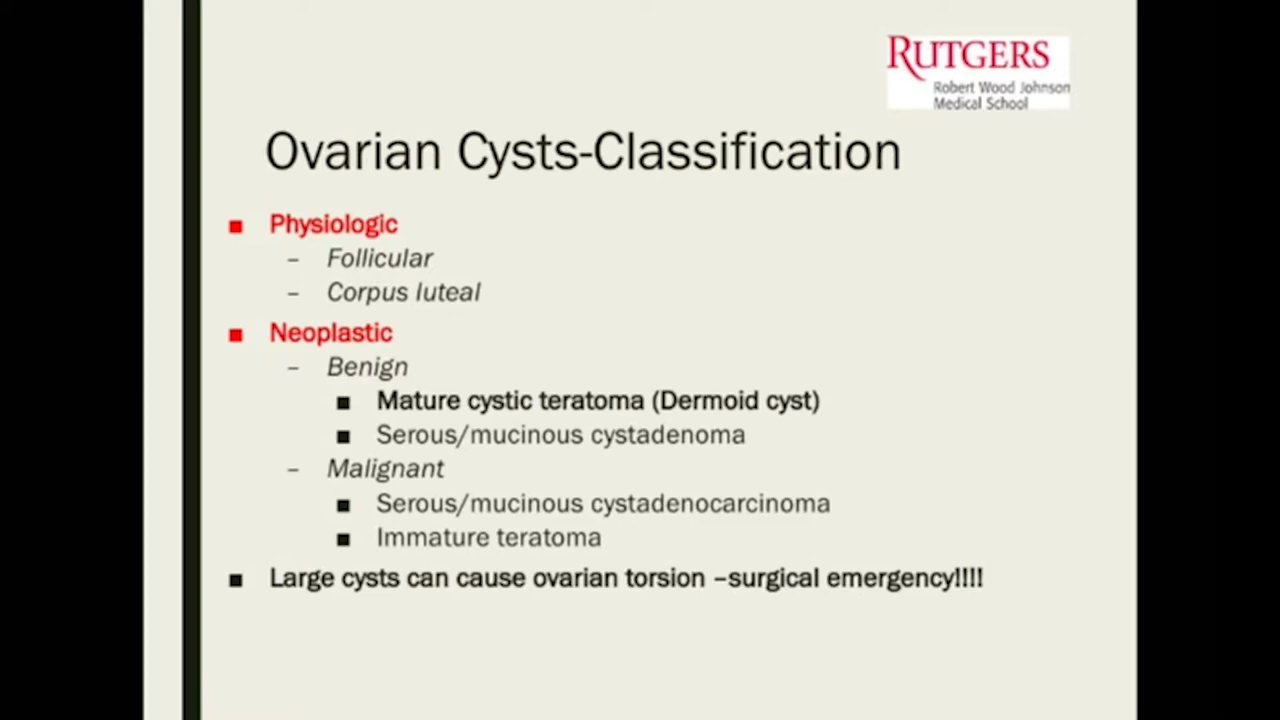 RUTGERS
Robert Wood Johnson
Medical School
Ovarian Cysts-Classification
■ Physiologic
– Follicular
– Corpus luteal
■ Neoplastic
– Benign
■ Mature cystic teratoma (Dermoid cyst)
■ Serous/mucinous cystadenoma
– Malignant
■ Serous/mucinous cystadenocarcinoma
■ Immature teratoma
■ Large cysts can cause ovarian torsion –surgical emergency!!!!